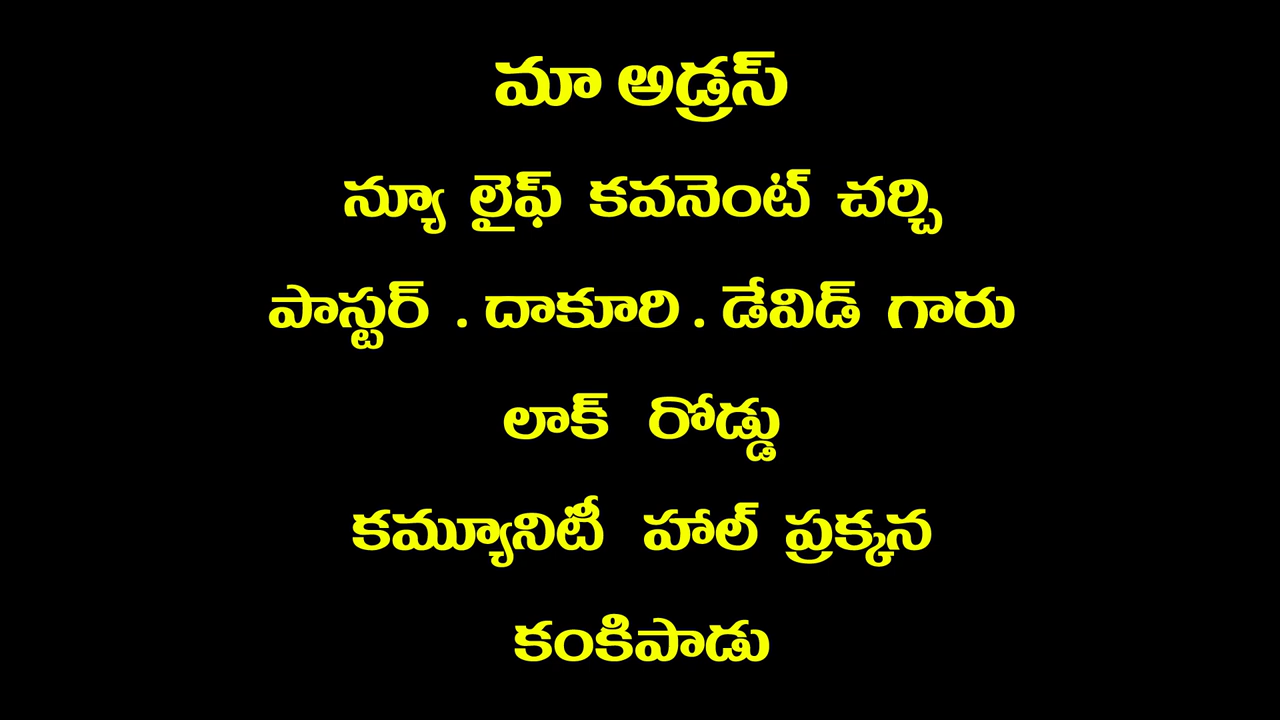 మా అడ్రస్
న్యూ లైఫ్ కవనెంట్ చర్చి
పాస్టర్ . దాకూరి . డేవిడ్ గారు
లాక్ రోడ్డు
కమ్యూనిటీ హాల్ ప్రక్కన
కంకిపాడు